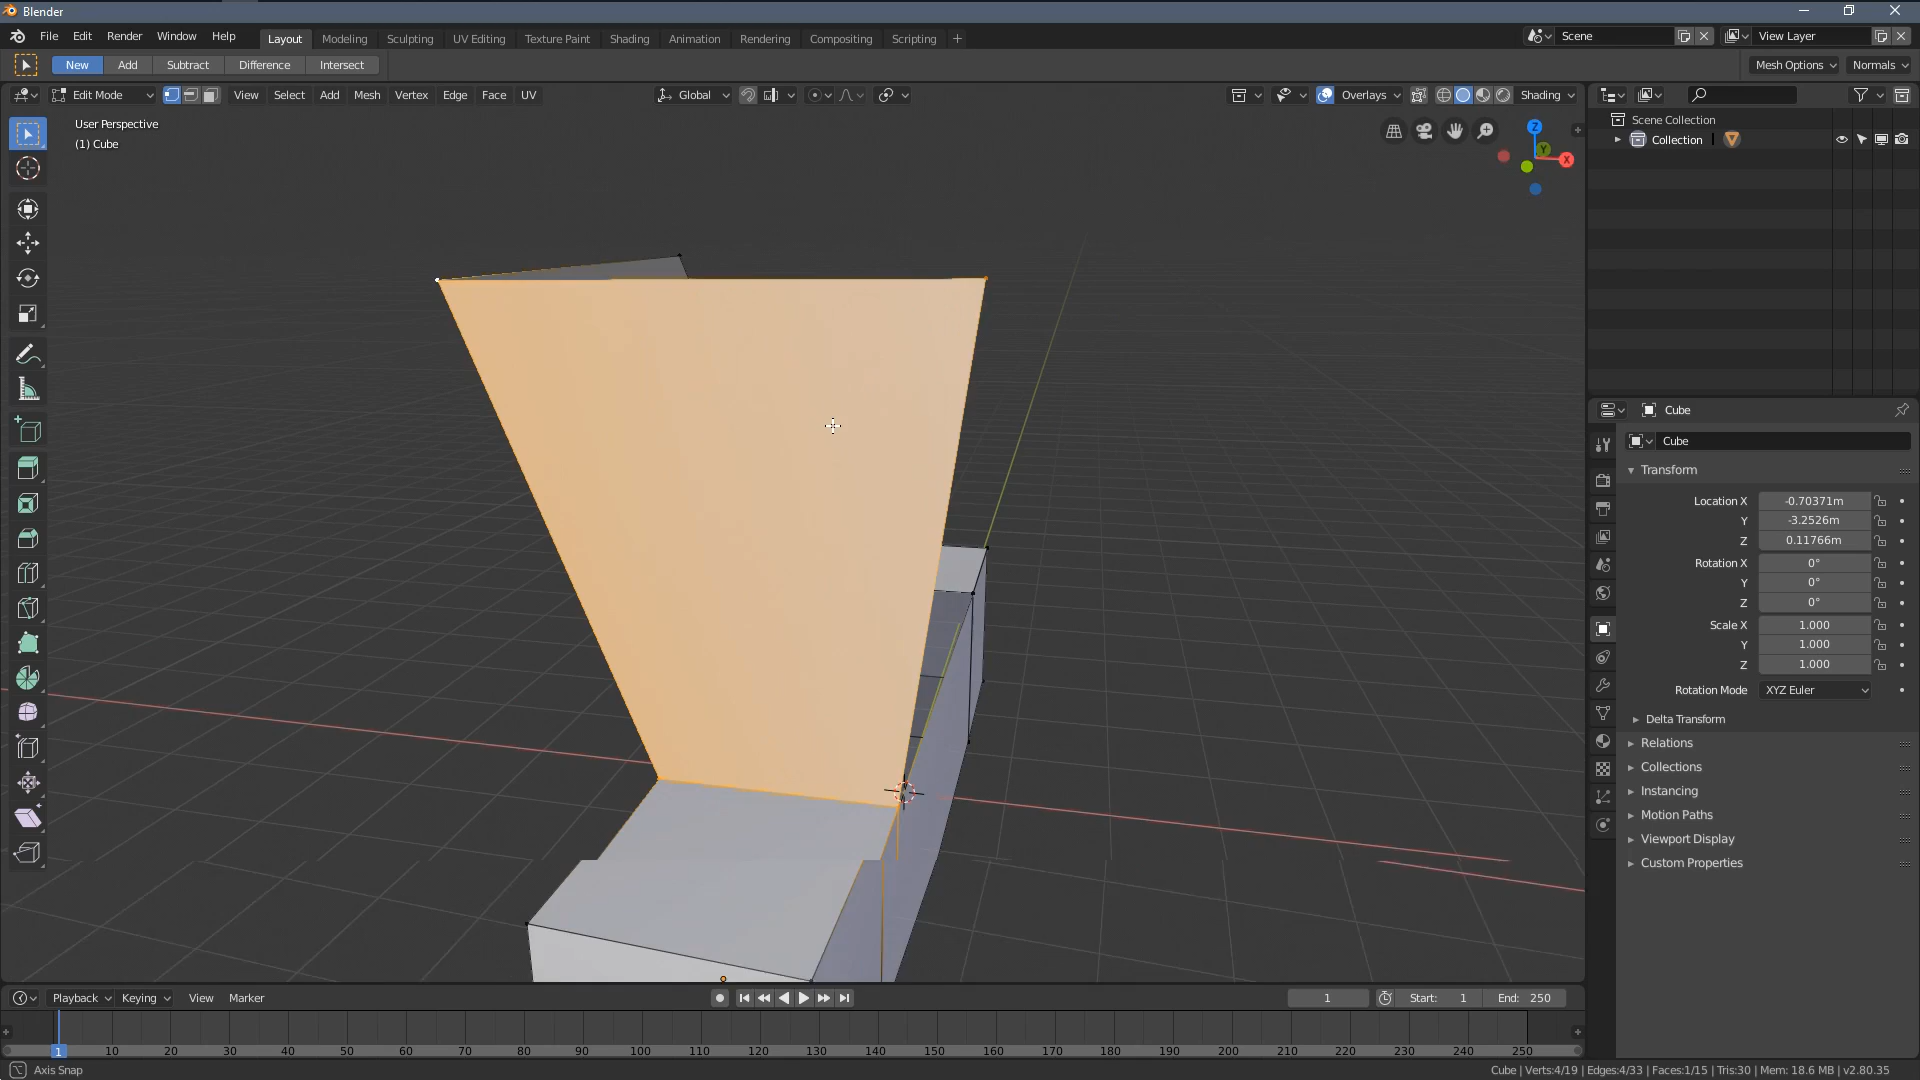 Blender
File Edit Render Window Help
Layout Modeling Sculpting UV Editing Texture Paint Shading Animation Rendering Compositing Scripting +
Scene View Layer
New Add Subtract Difference Intersect
Mesh Options Normals
Edit Mode View Select Add Mesh Vertex Edge Face UV
Global
Overlays Shading
User Perspective
(1) Cube
Z
Y
X
Scene Collection
Collection
Cube
Cube
Transform
Location X -0.70371m
Y -3.2526m
Z 0.11766m
Rotation X 0°
Y 0°
Z 0°
Scale X 1.000
Y 1.000
Z 1.000
Rotation Mode XYZ Euler
Delta Transform
Relations
Collections
Instancing
Motion Paths
Viewport Display
Custom Properties
Playback Keying View Marker
1 Start: 1 End: 250
1 10 20 30 40 50 60 70 80 90 100 110 120 130 140 150 160 170 180 190 200 210 220 230 240 250
Axis Snap
Cube | Verts:4/19 | Edges:4/33 | Faces:1/15 | Tris:30 | Mem: 18.6 MB | v2.80.35